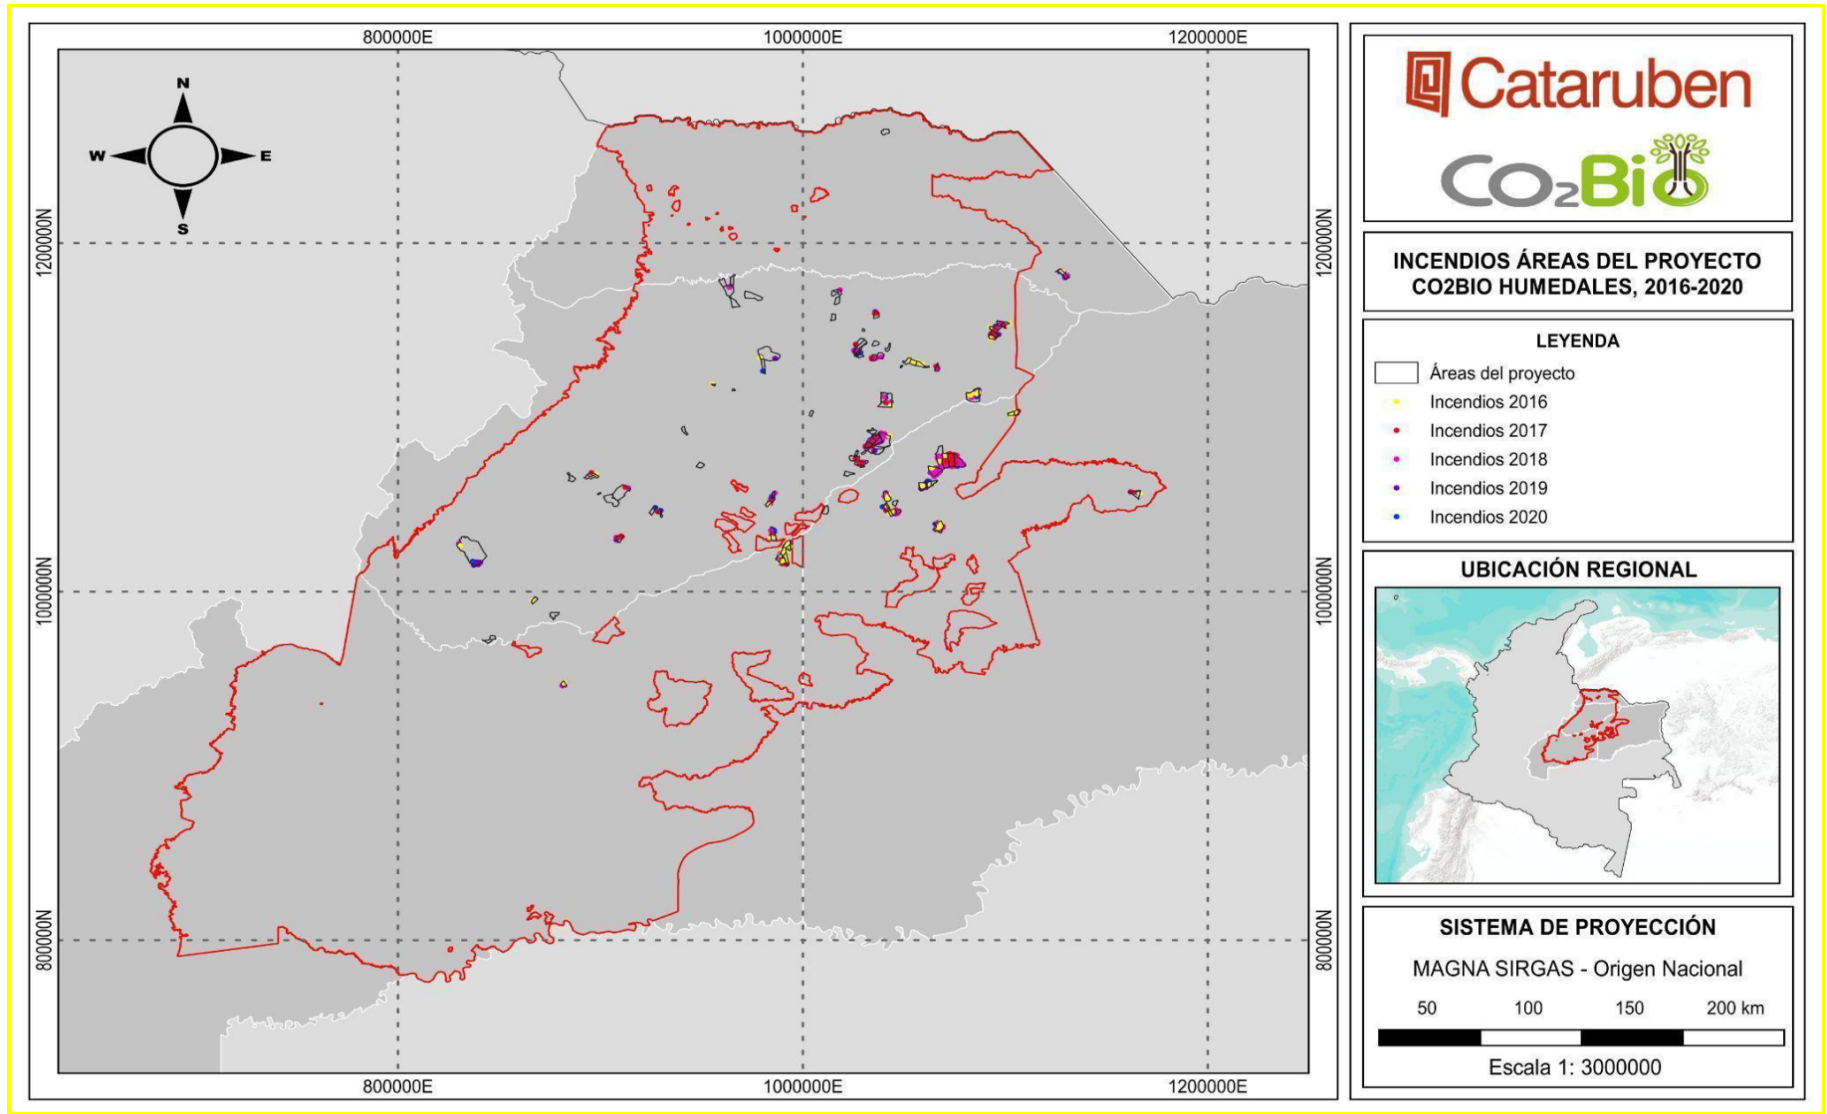 800000E 1000000E 1200000E
N
W E
S
1200000N 1200000N
1000000N 1000000N
800000N 800000N
800000E 1000000E 1200000E
Cataruben
CO2BiO
INCENDIOS ÁREAS DEL PROYECTO
CO2BIO HUMEDALES, 2016-2020
LEYENDA
Áreas del proyecto
Incendios 2016
Incendios 2017
Incendios 2018
Incendios 2019
Incendios 2020
UBICACIÓN REGIONAL
SISTEMA DE PROYECCIÓN
MAGNA SIRGAS - Origen Nacional
50 100 150 200 km
Escala 1: 3000000